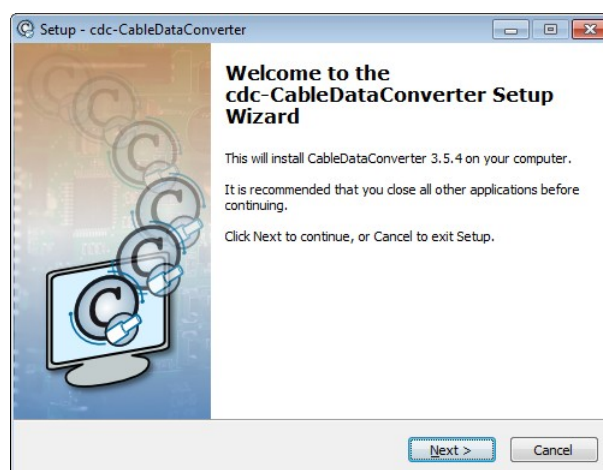 Setup - cdc-CableDataConverter
Welcome to the
cdc-CableDataConverter Setup
Wizard
This will install CableDataConverter 3.5.4 on your computer.
It is recommended that you close all other applications before
continuing.
Click Next to continue, or Cancel to exit Setup.
C
C
C
C
C
Next >
Cancel